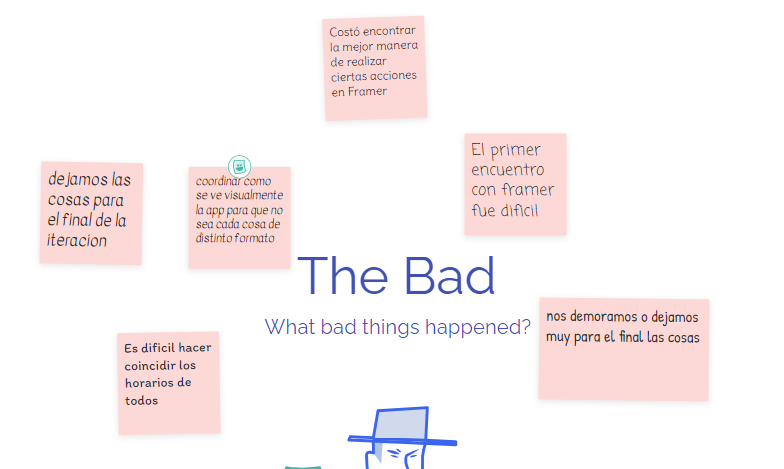 Costó encontrar
la mejor manera
de realizar
ciertas acciones
en Framer
El primer
encuentro
con framer
fue dificil
dejamos las
cosas para
el final de la
iteracion
coordinar como
se ve visualmente
la app para que no
sea cada cosa de
distinto formato
The Bad
What bad things happened?
nos demoramos o dejamos
muy para el final las cosas
Es dificil hacer
coincidir los
horarios de
todos